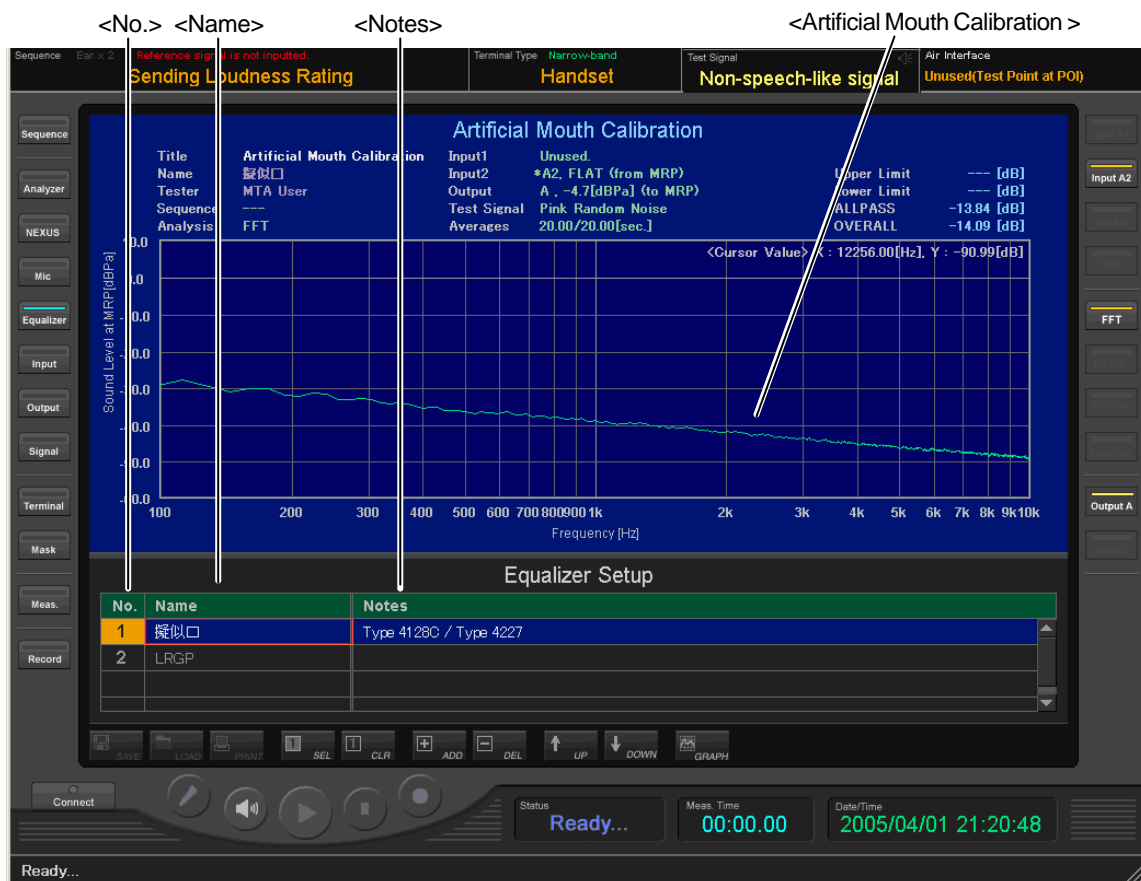 <No.> <Name> <Notes> <Artificial Mouth Calibration >
Sequence Ear × 2 Reference signal is not inputted.
Sending Loudness Rating
Terminal Type Narrow-band
Handset
Test Signal
Non-speech-like signal
Air Interface
Unused(Test Point at POI)
Sequence
Analyzer
NEXUS
Mic
Equalizer
Input
Output
Signal
Terminal
Mask
Meas.
Record
Artificial Mouth Calibration
Title Artificial Mouth Calibration Input1 Unused.
Name 擬似口 Input2 *A2, FLAT (from MRP) Upper Limit --- [dB]
Tester MTA User Output A , -4.7[dBPa] (to MRP) Lower Limit --- [dB]
Sequence --- Test Signal Pink Random Noise ALLPASS -13.84 [dB]
Analysis FFT Averages 20.00/20.00[sec.] OVERALL -14.09 [dB]
<Cursor Value> X : 12256.00[Hz], Y : -90.99[dB]
Sound Level at MRP[dBPa]
100 200 300 400 500 600 700 800 900 1k 2k 3k 4k 5k 6k 7k 8k 9k 10k
Frequency [Hz]
Input A2
FFT
Output A
Equalizer Setup
No. Name Notes
1 擬似口 Type 4128C / Type 4227
2 LRGP
SAVE LOAD PRINT 1 SEL 1 CLR ADD DEL UP DOWN GRAPH
Connect
Status
Ready...
Meas. Time
00:00.00
Date/Time
2005/04/01 21:20:48
Ready...